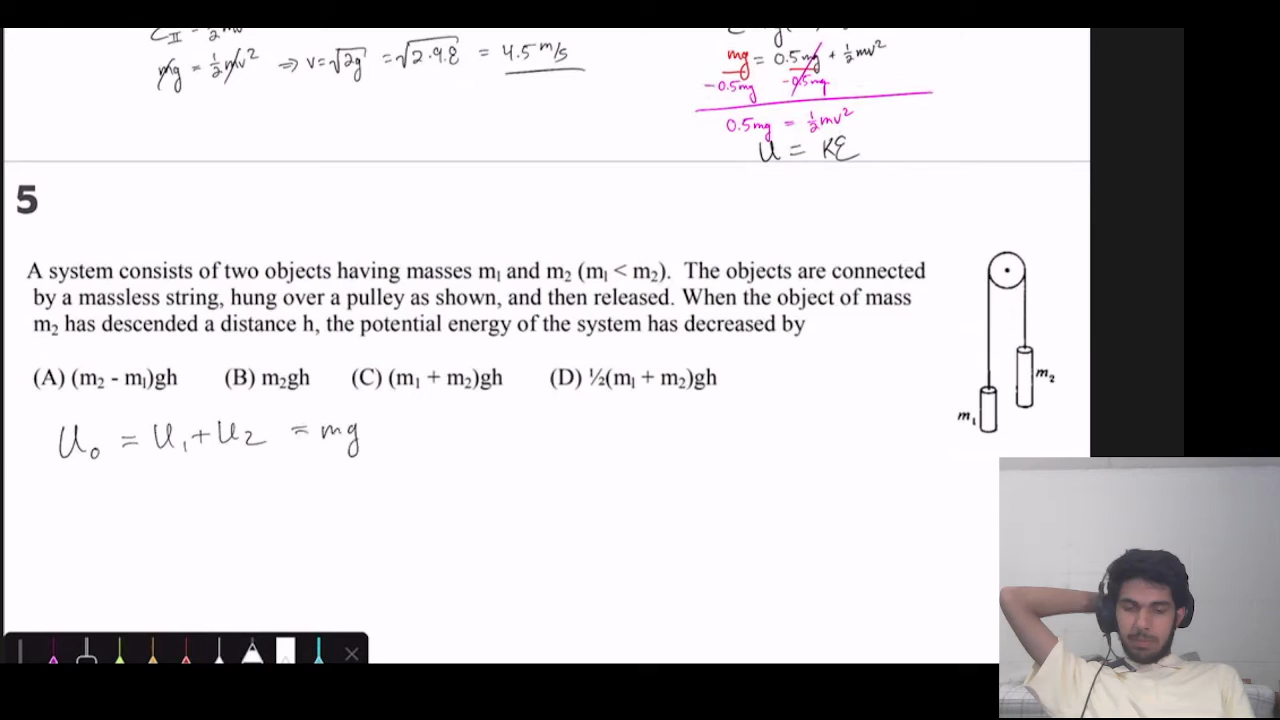 mg = ½mv² ⇒ v=√2g = √2·9.8 = 4.5 m/s
mg = 0.5mg + ½mv²
-0.5mg -0.5mg
0.5mg = ½mv²
U = KE
5
A system consists of two objects having masses m₁ and m₂ (m₁ < m₂). The objects are connected
by a massless string, hung over a pulley as shown, and then released. When the object of mass
m₂ has descended a distance h, the potential energy of the system has decreased by
(A) (m₂ - m₁)gh (B) m₂gh (C) (m₁ + m₂)gh (D) ½(m₁ + m₂)gh
m₂
m₁
U₀ = U₁ + U₂ = mg